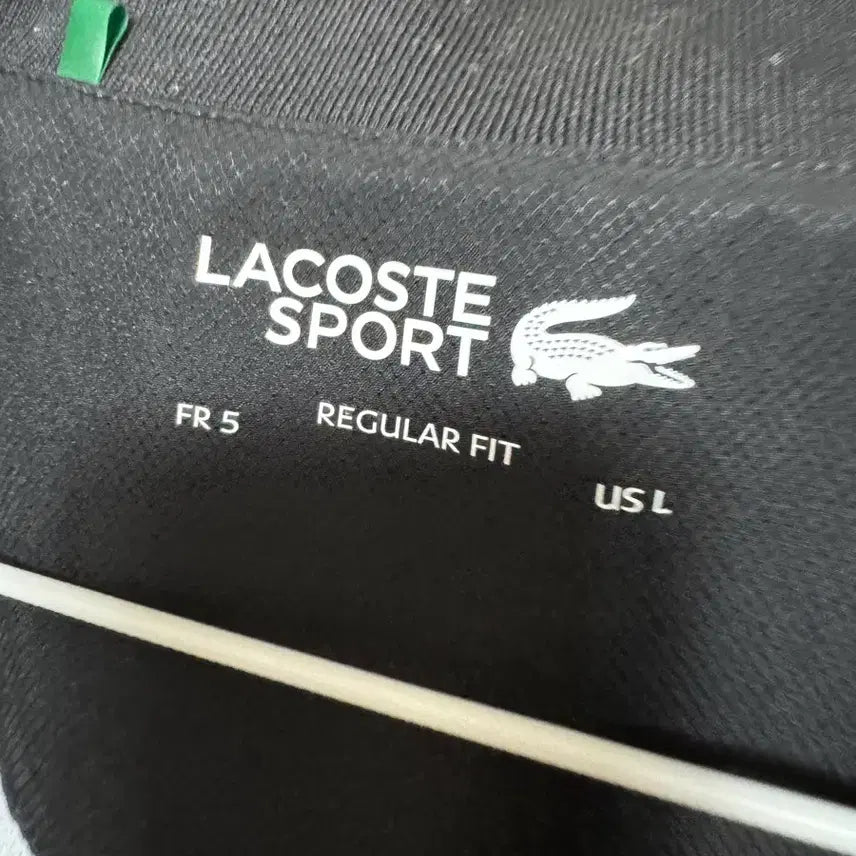 LACOSTE
SPORT
FR 5
REGULAR FIT
US L